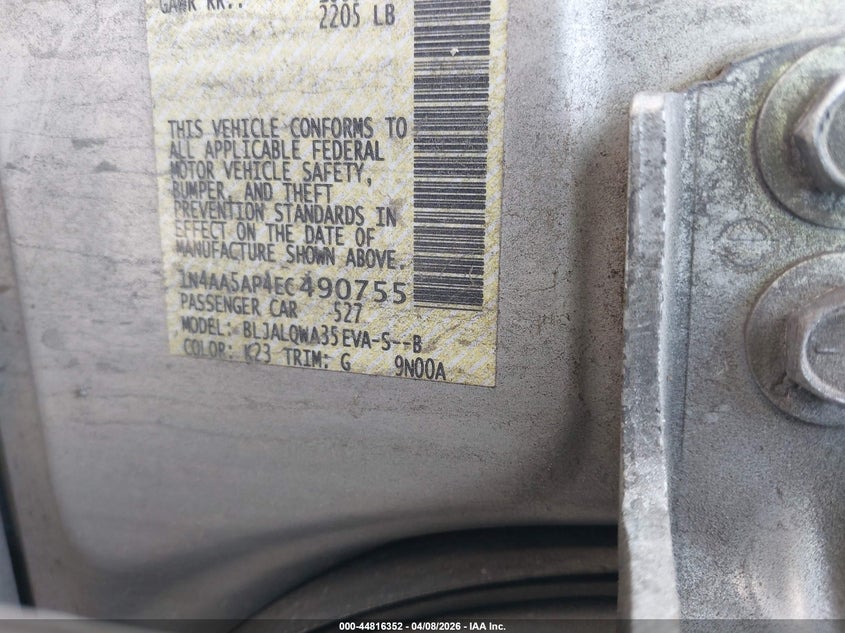 GAWR RR.:
2205 LB
THIS VEHICLE CONFORMS TO
ALL APPLICABLE FEDERAL
MOTOR VEHICLE SAFETY,
BUMPER, AND THEFT
PREVENTION STANDARDS IN
EFFECT ON THE DATE OF
MANUFACTURE SHOWN ABOVE.
1N4AA5AP4EC490755
PASSENGER CAR 527
MODEL: BLJALQWA35EVA-S--B
COLOR: K23 TRIM: G 9N00A
000-44816352 | 04/08/2026 - IAA Inc.